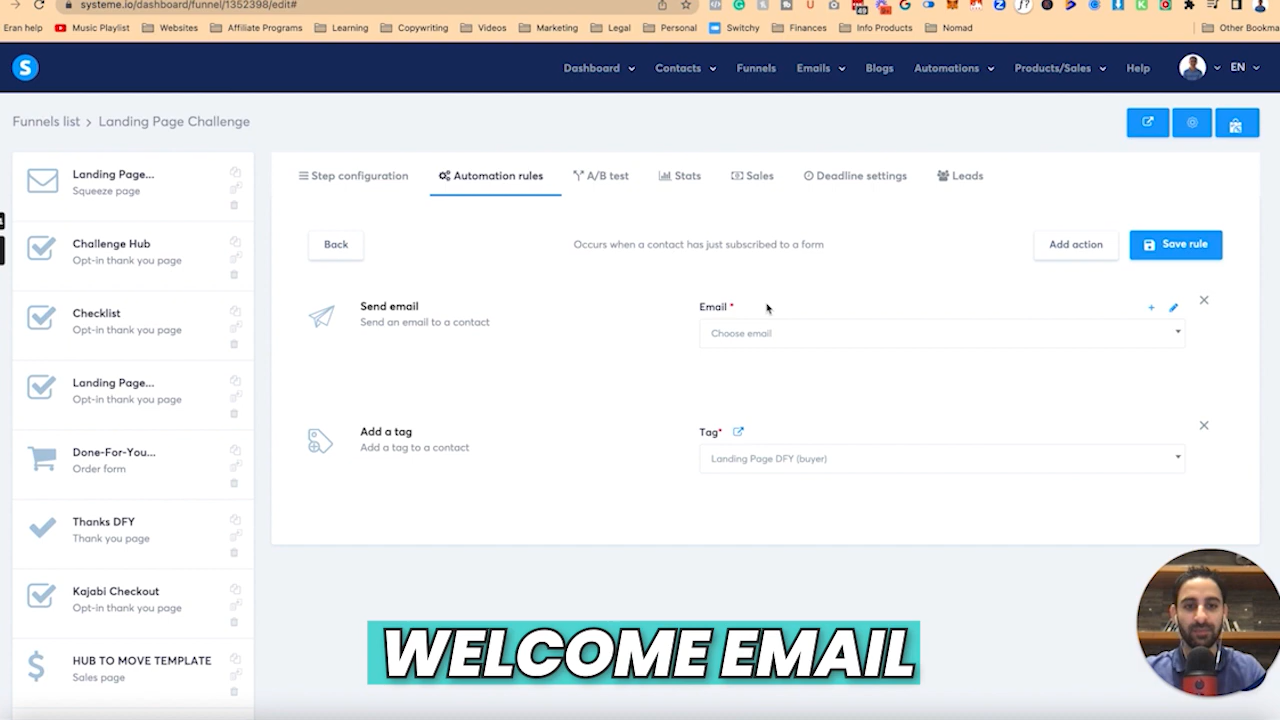 systeme.io/dashboard/funnel/1352398/edit#
Eran help
Music Playlist
Websites
Affiliate Programs
Learning
Copywriting
Videos
Marketing
Legal
Personal
Switchy
Finances
Info Products
Nomad
Other Bookma
S
Dashboard
Contacts
Funnels
Emails
Blogs
Automations
Products/Sales
Help
EN
Funnels list > Landing Page Challenge
Landing Page...
Squeeze page
Challenge Hub
Opt-in thank you page
Checklist
Opt-in thank you page
Landing Page...
Opt-in thank you page
Done-For-You...
Order form
Thanks DFY
Thank you page
Kajabi Checkout
Opt-in thank you page
HUB TO MOVE TEMPLATE
Sales page
Step configuration
Automation rules
A/B test
Stats
Sales
Deadline settings
Leads
Back
Occurs when a contact has just subscribed to a form
Add action
Save rule
Send email
Send an email to a contact
Email *
Choose email
Add a tag
Add a tag to a contact
Tag*
Landing Page DFY (buyer)
WELCOME EMAIL